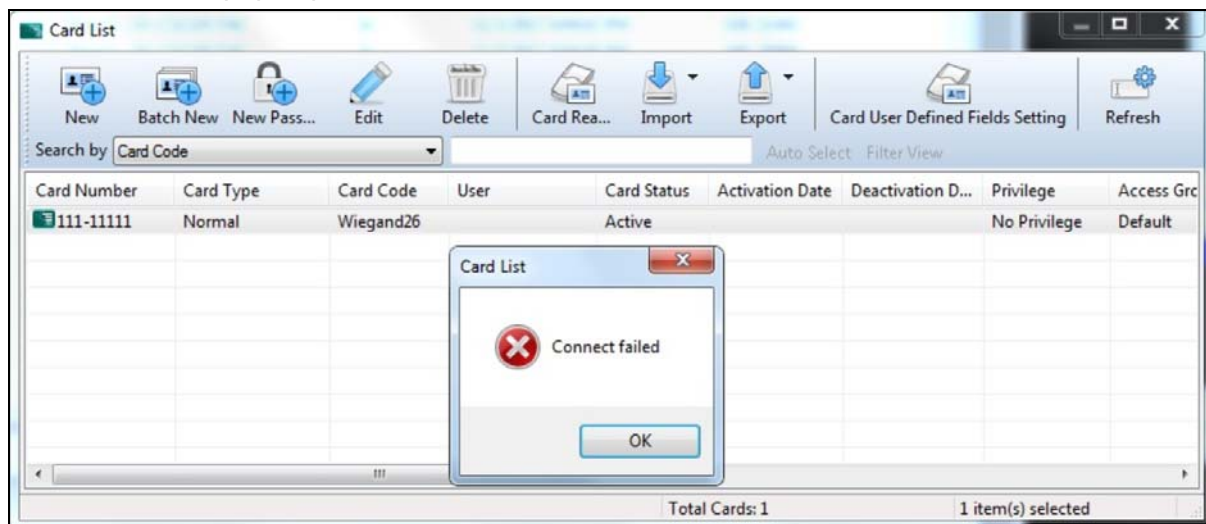 Card List
New Batch New New Pass... Edit Delete Card Rea... Import Export Card User Defined Fields Setting Refresh
Search by Card Code Auto Select Filter View
Card Number Card Type Card Code User Card Status Activation Date Deactivation D... Privilege Access Gro
111-11111 Normal Wiegand26 Active No Privilege Default
Card List
Connect failed
OK
Total Cards: 1 1 item(s) selected